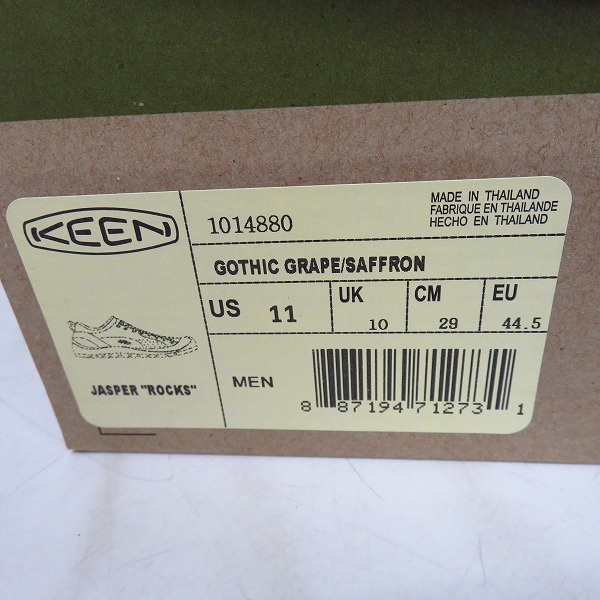 KEEN
JASPER "ROCKS"
1014880
MADE IN THAILAND
FABRIQUE EN THAILANDE
HECHO EN THAILAND
GOTHIC GRAPE/SAFFRON
US 11
UK 10
CM 29
EU 44.5
MEN
8 87194 71273 1